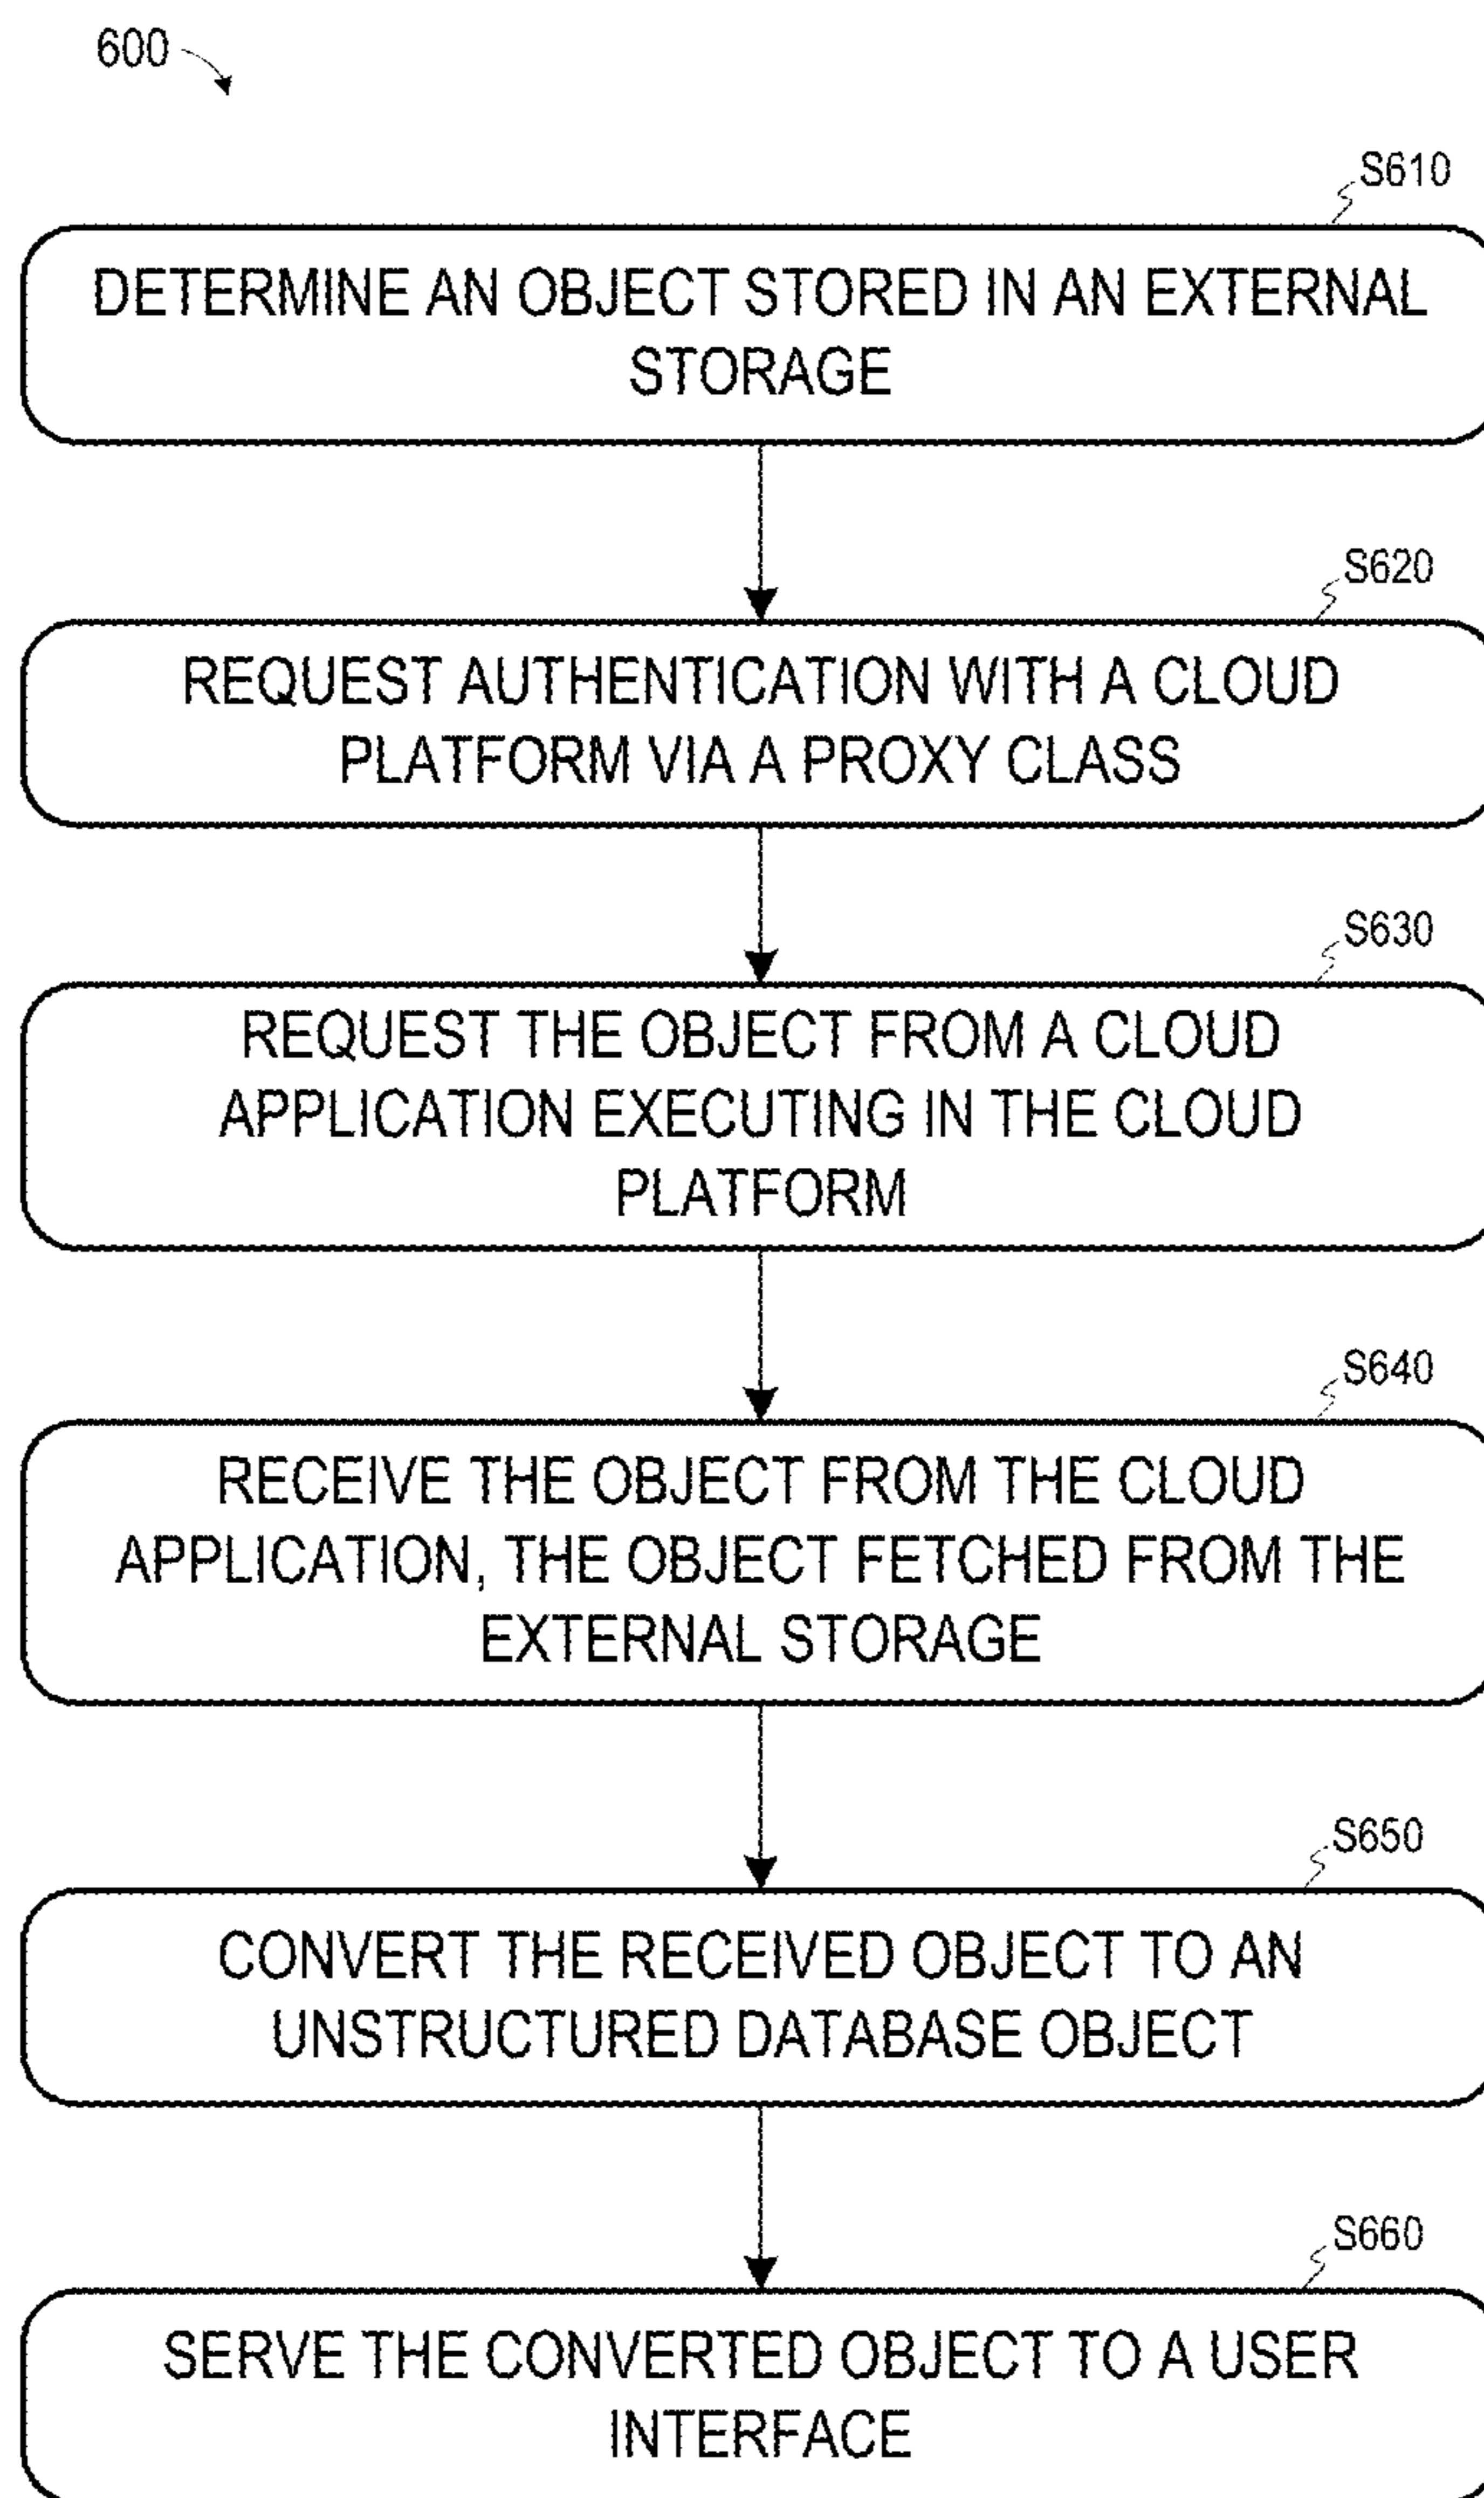 600
S610
DETERMINE AN OBJECT STORED IN AN EXTERNAL
STORAGE
S620
REQUEST AUTHENTICATION WITH A CLOUD
PLATFORM VIA A PROXY CLASS
S630
REQUEST THE OBJECT FROM A CLOUD
APPLICATION EXECUTING IN THE CLOUD
PLATFORM
S640
RECEIVE THE OBJECT FROM THE CLOUD
APPLICATION, THE OBJECT FETCHED FROM THE
EXTERNAL STORAGE
S650
CONVERT THE RECEIVED OBJECT TO AN
UNSTRUCTURED DATABASE OBJECT
S660
SERVE THE CONVERTED OBJECT TO A USER
INTERFACE